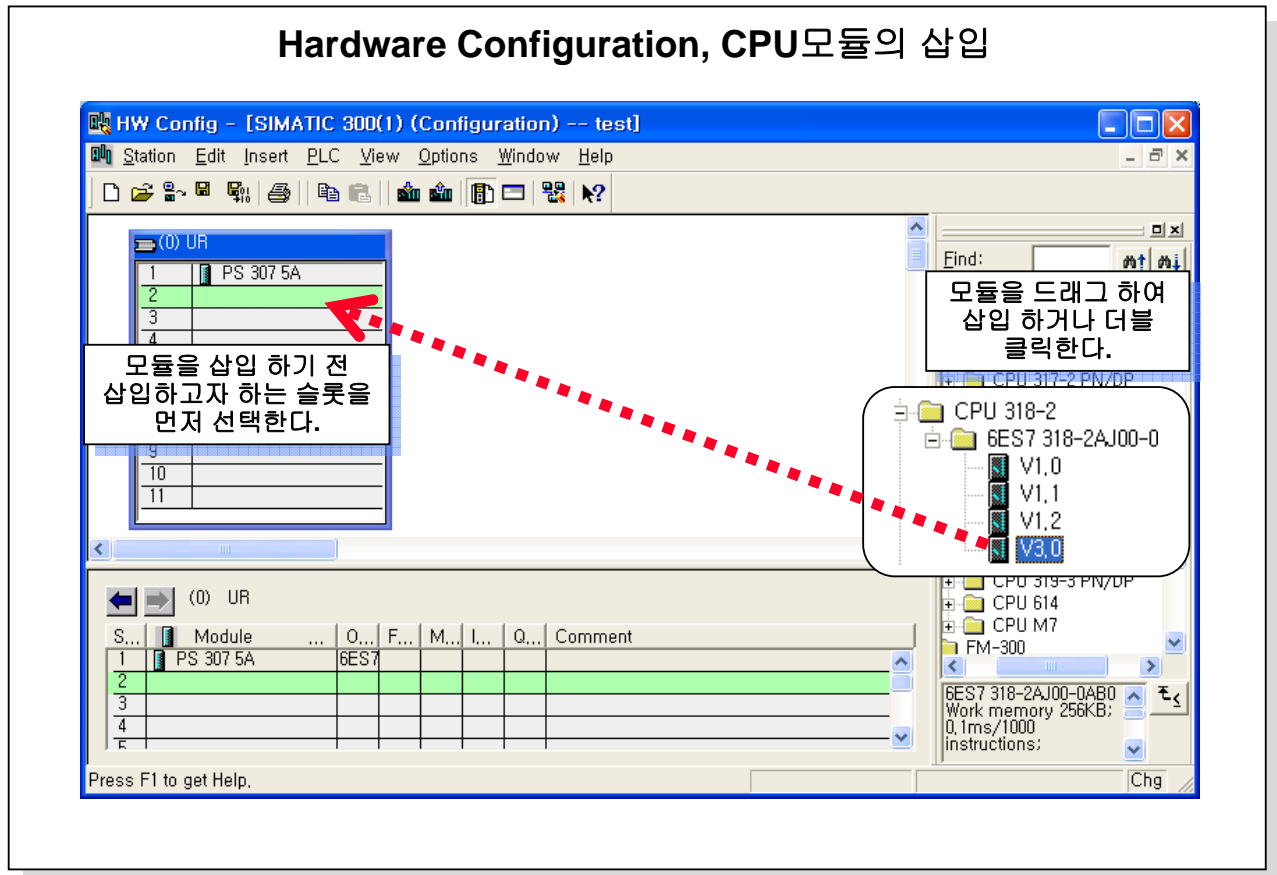 Hardware Configuration, CPU모듈의 삽입
HW Config - [SIMATIC 300(1) (Configuration) -- test]
Station Edit Insert PLC View Options Window Help
(0) UR
1 PS 307 5A
2
3
4
모듈을 삽입 하기 전
삽입하고자 하는 슬롯을
먼저 선택한다.
9
10
11
Find:
모듈을 드래그 하여
삽입 하거나 더블
클릭한다.
CPU 317-2 PN/DP
CPU 318-2
6ES7 318-2AJ00-0
V1,0
V1,1
V1,2
V3,0
CPU 319-3 PN/DP
CPU 614
CPU M7
FM-300
6ES7 318-2AJ00-0AB0
Work memory 256KB;
0,1ms/1000
instructions;
(0) UR
S... Module ... O... F... M... I... Q... Comment
1 PS 307 5A 6ES7
2
3
4
5
Press F1 to get Help,
Chg